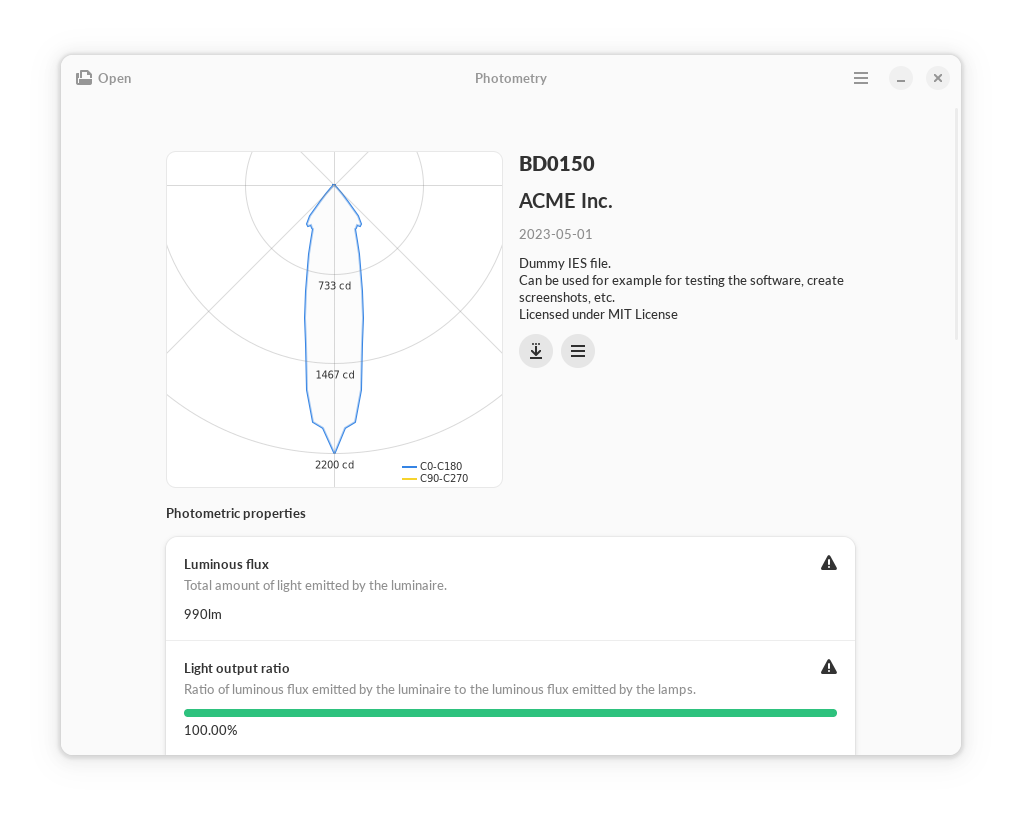 Open
Photometry
BD0150
ACME Inc.
2023-05-01
Dummy IES file.
Can be used for example for testing the software, create
screenshots, etc.
Licensed under MIT License
733 cd
1467 cd
2200 cd
C0-C180
C90-C270
Photometric properties
Luminous flux
Total amount of light emitted by the luminaire.
990lm
Light output ratio
Ratio of luminous flux emitted by the luminaire to the luminous flux emitted by the lamps.
100.00%